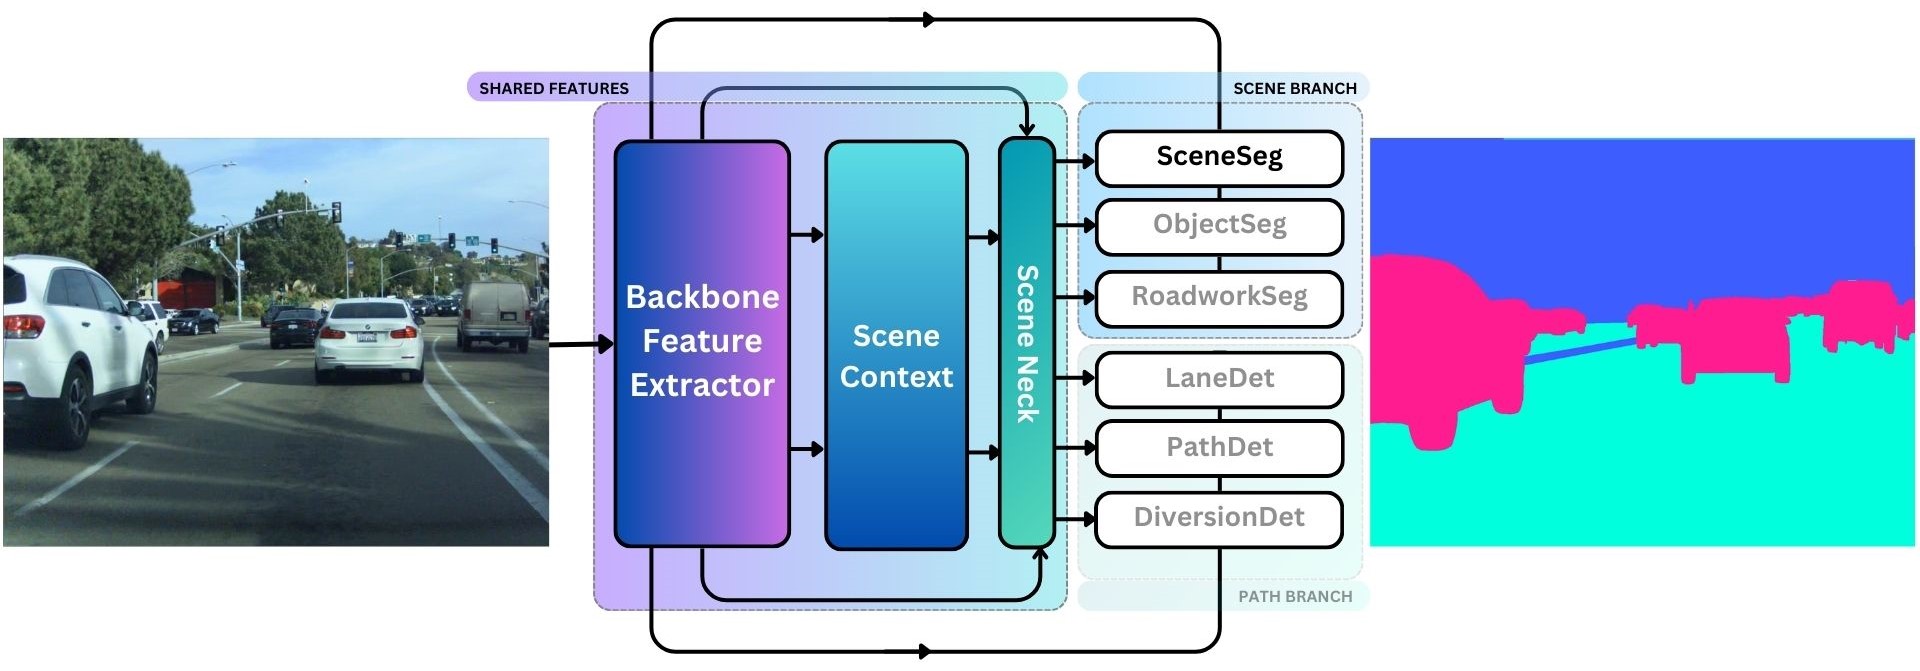 SHARED FEATURES
SCENE BRANCH
Backbone
Feature
Extractor
Scene
Context
Scene Neck
SceneSeg
ObjectSeg
RoadworkSeg
LaneDet
PathDet
DiversionDet
PATH BRANCH